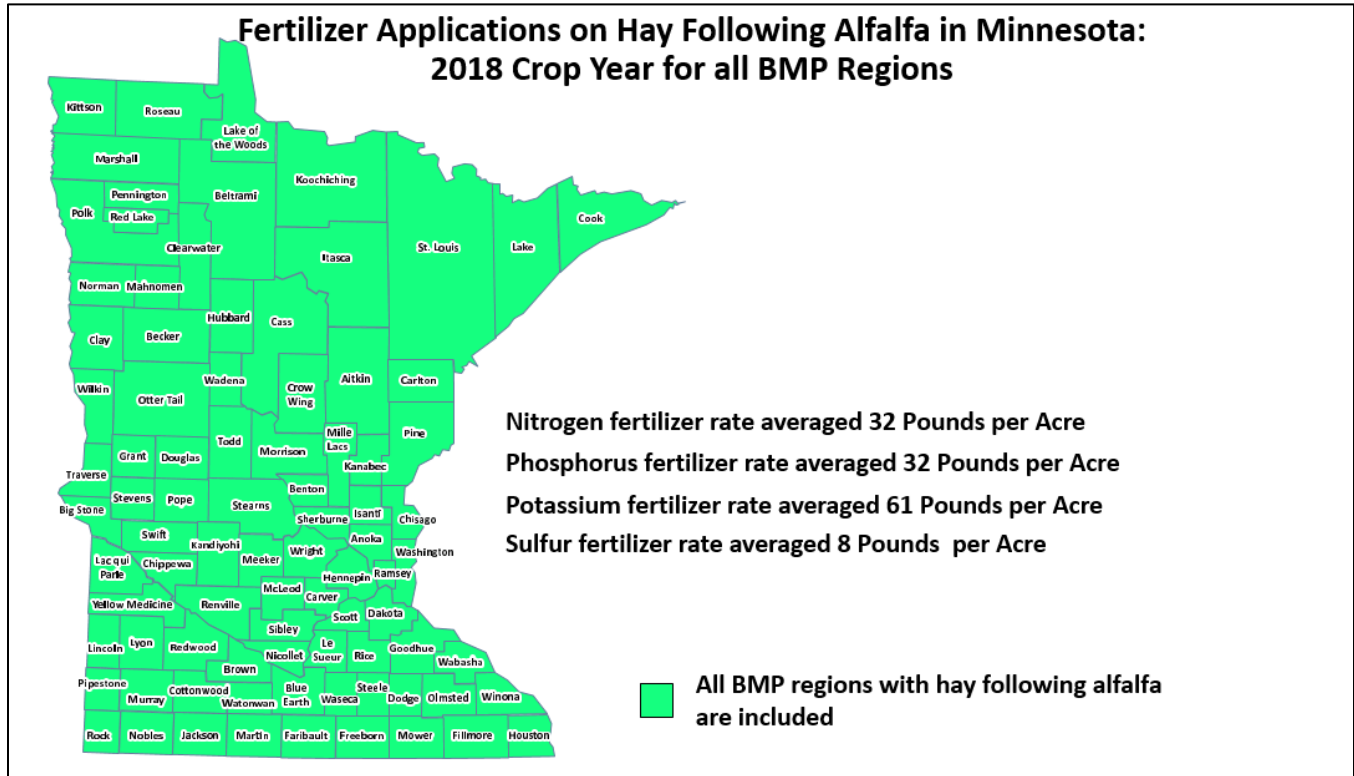 Fertilizer Applications on Hay Following Alfalfa in Minnesota:
2018 Crop Year for all BMP Regions
Kittson
Roseau
Lake of
the Woods
Marshall
Koochiching
Pennington
Beltrami
Polk
Red Lake
Cook
Clearwater
St. Louis
Lake
Itasca
Norman
Mahnomen
Hubbard
Cass
Clay
Becker
Wadena
Aitkin
Carlton
Wilkin
Crow
Wing
Otter Tail
Nitrogen fertilizer rate averaged 32 Pounds per Acre
Phosphorus fertilizer rate averaged 32 Pounds per Acre
Potassium fertilizer rate averaged 61 Pounds per Acre
Sulfur fertilizer rate averaged 8 Pounds per Acre
Todd
Morrison
Mille
Lacs
Pine
Grant
Douglas
Kanabec
Traverse
Benton
Stevens
Pope
Stearns
Big Stone
Sherburne
Isanti
Chisago
Swift
Kandiyohi
Anoka
Wright
Washington
Lac qui
Parle
Chippewa
Meeker
Hennepin
Ramsey
McLeod
Carver
Yellow Medicine
Renville
Scott
Dakota
Sibley
Lincoln
Lyon
Redwood
Nicollet
Le
Sueur
Rice
Goodhue
Wabasha
Brown
Pipestone
Murray
Cottonwood
Watonwan
Blue
Earth
Waseca
Steele
Dodge
Olmsted
Winona
Rock
Nobles
Jackson
Martin
Faribault
Freeborn
Mower
Fillmore
Houston
All BMP regions with hay following alfalfa
are included